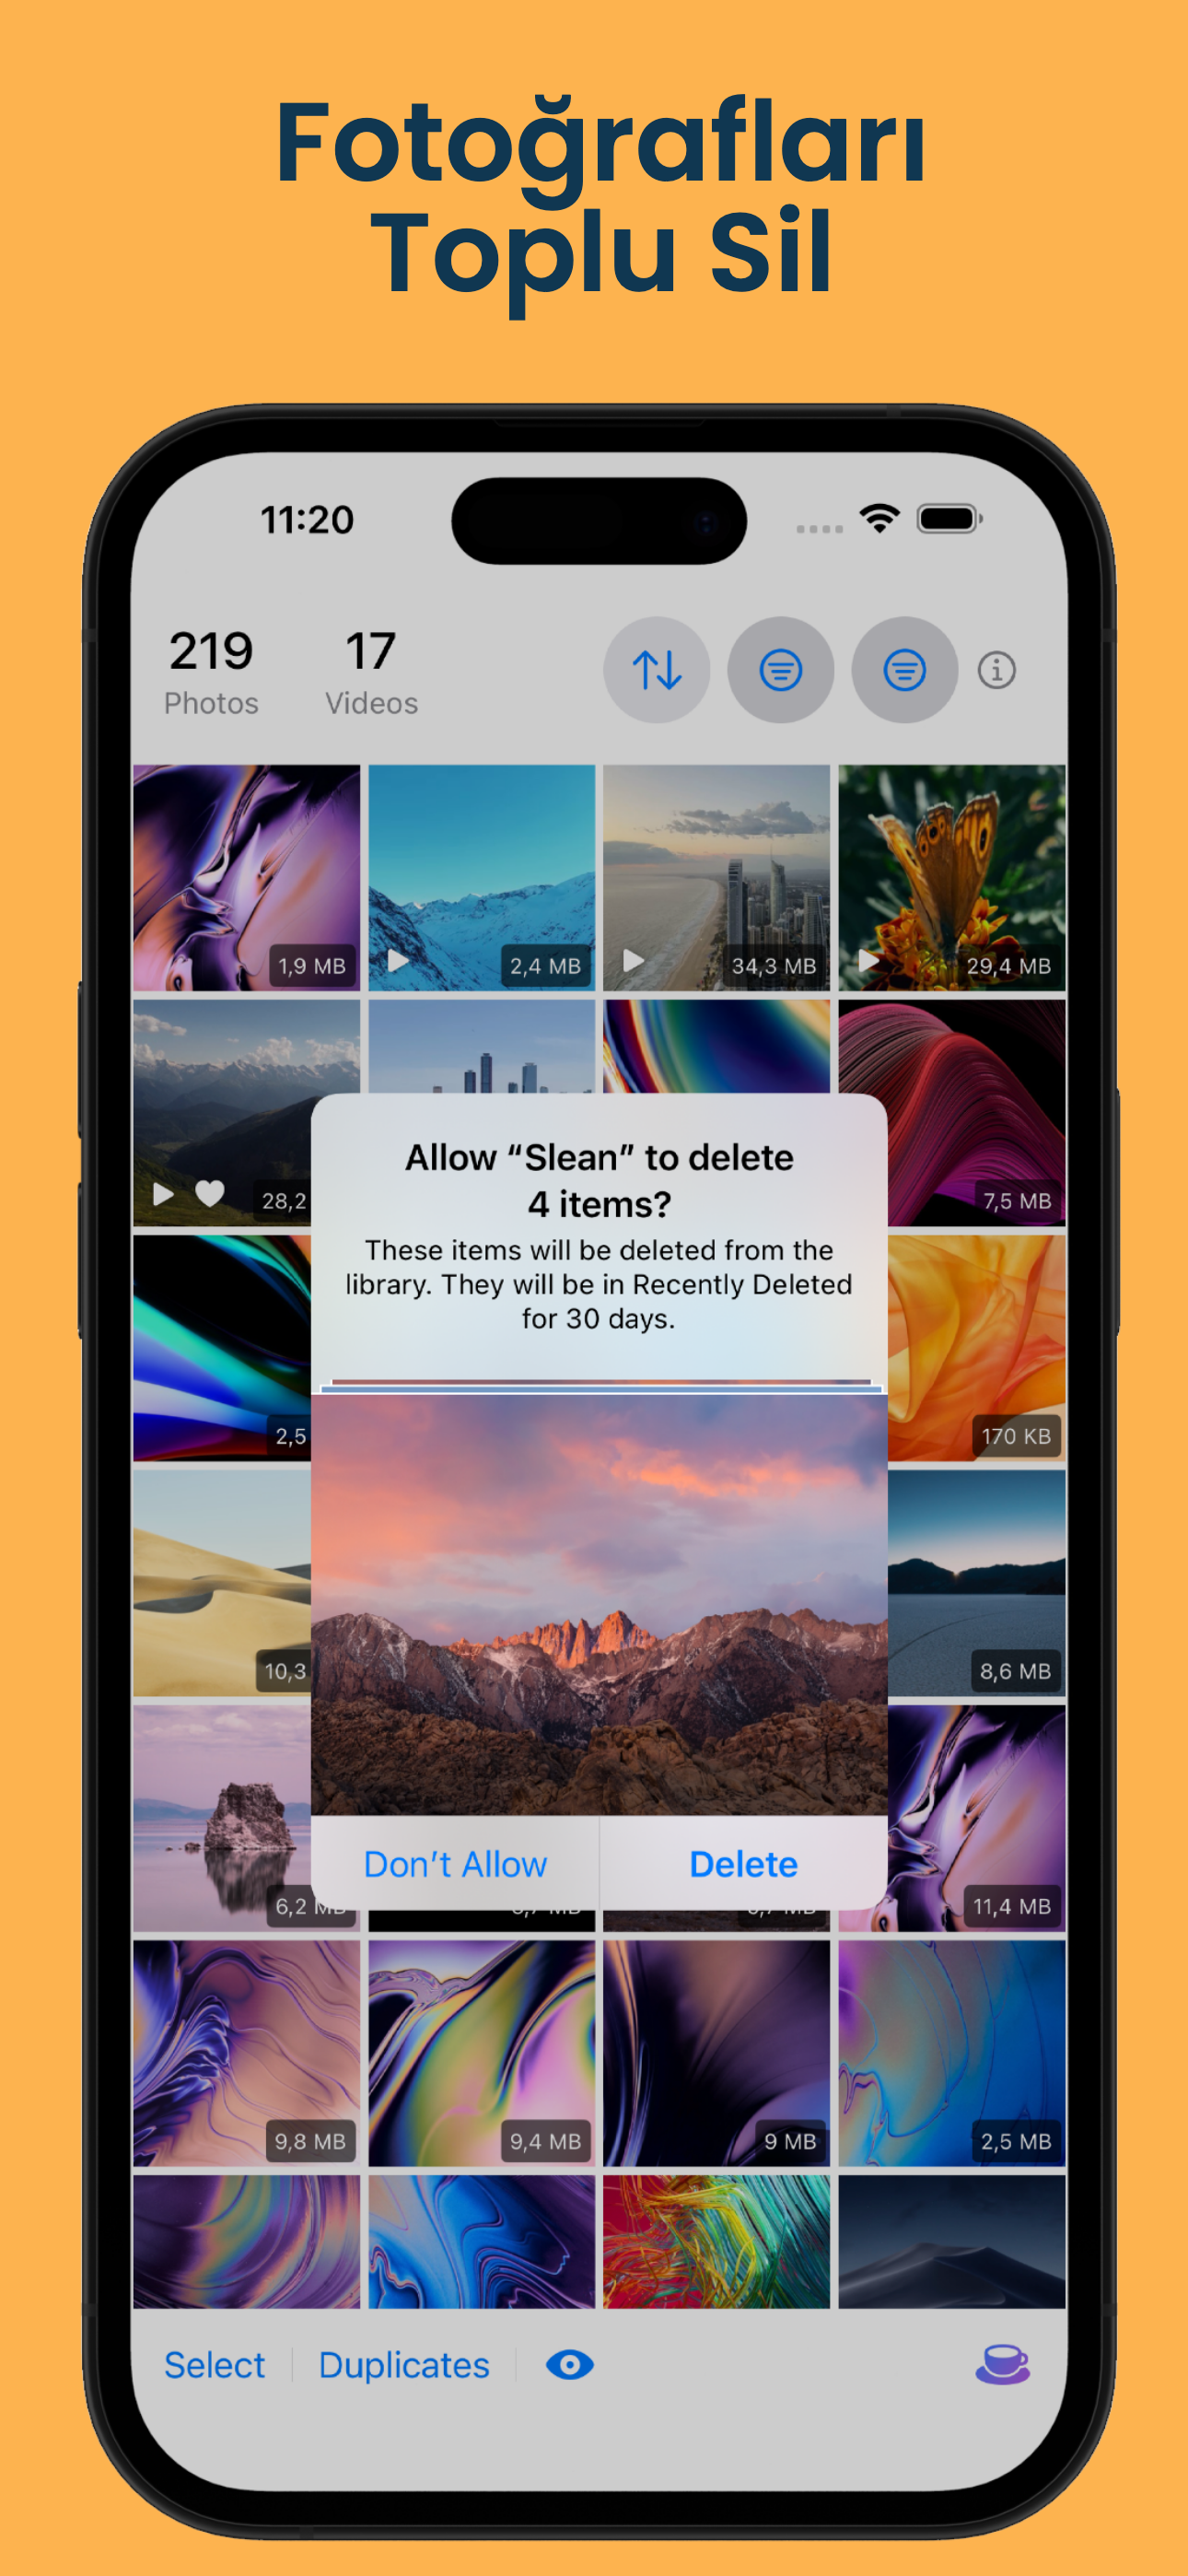 Fotoğrafları
Toplu Sil
11:20
219
Photos
17
Videos
1,9 MB
2,4 MB
34,3 MB
29,4 MB
28,2
7,5 MB
Allow “Slean” to delete
4 items?
These items will be deleted from the
library. They will be in Recently Deleted
for 30 days.
2,5
170 KB
10,3
8,6 MB
Don’t Allow
Delete
6,2 MB
11,4 MB
9,8 MB
9,4 MB
9 MB
2,5 MB
Select
Duplicates